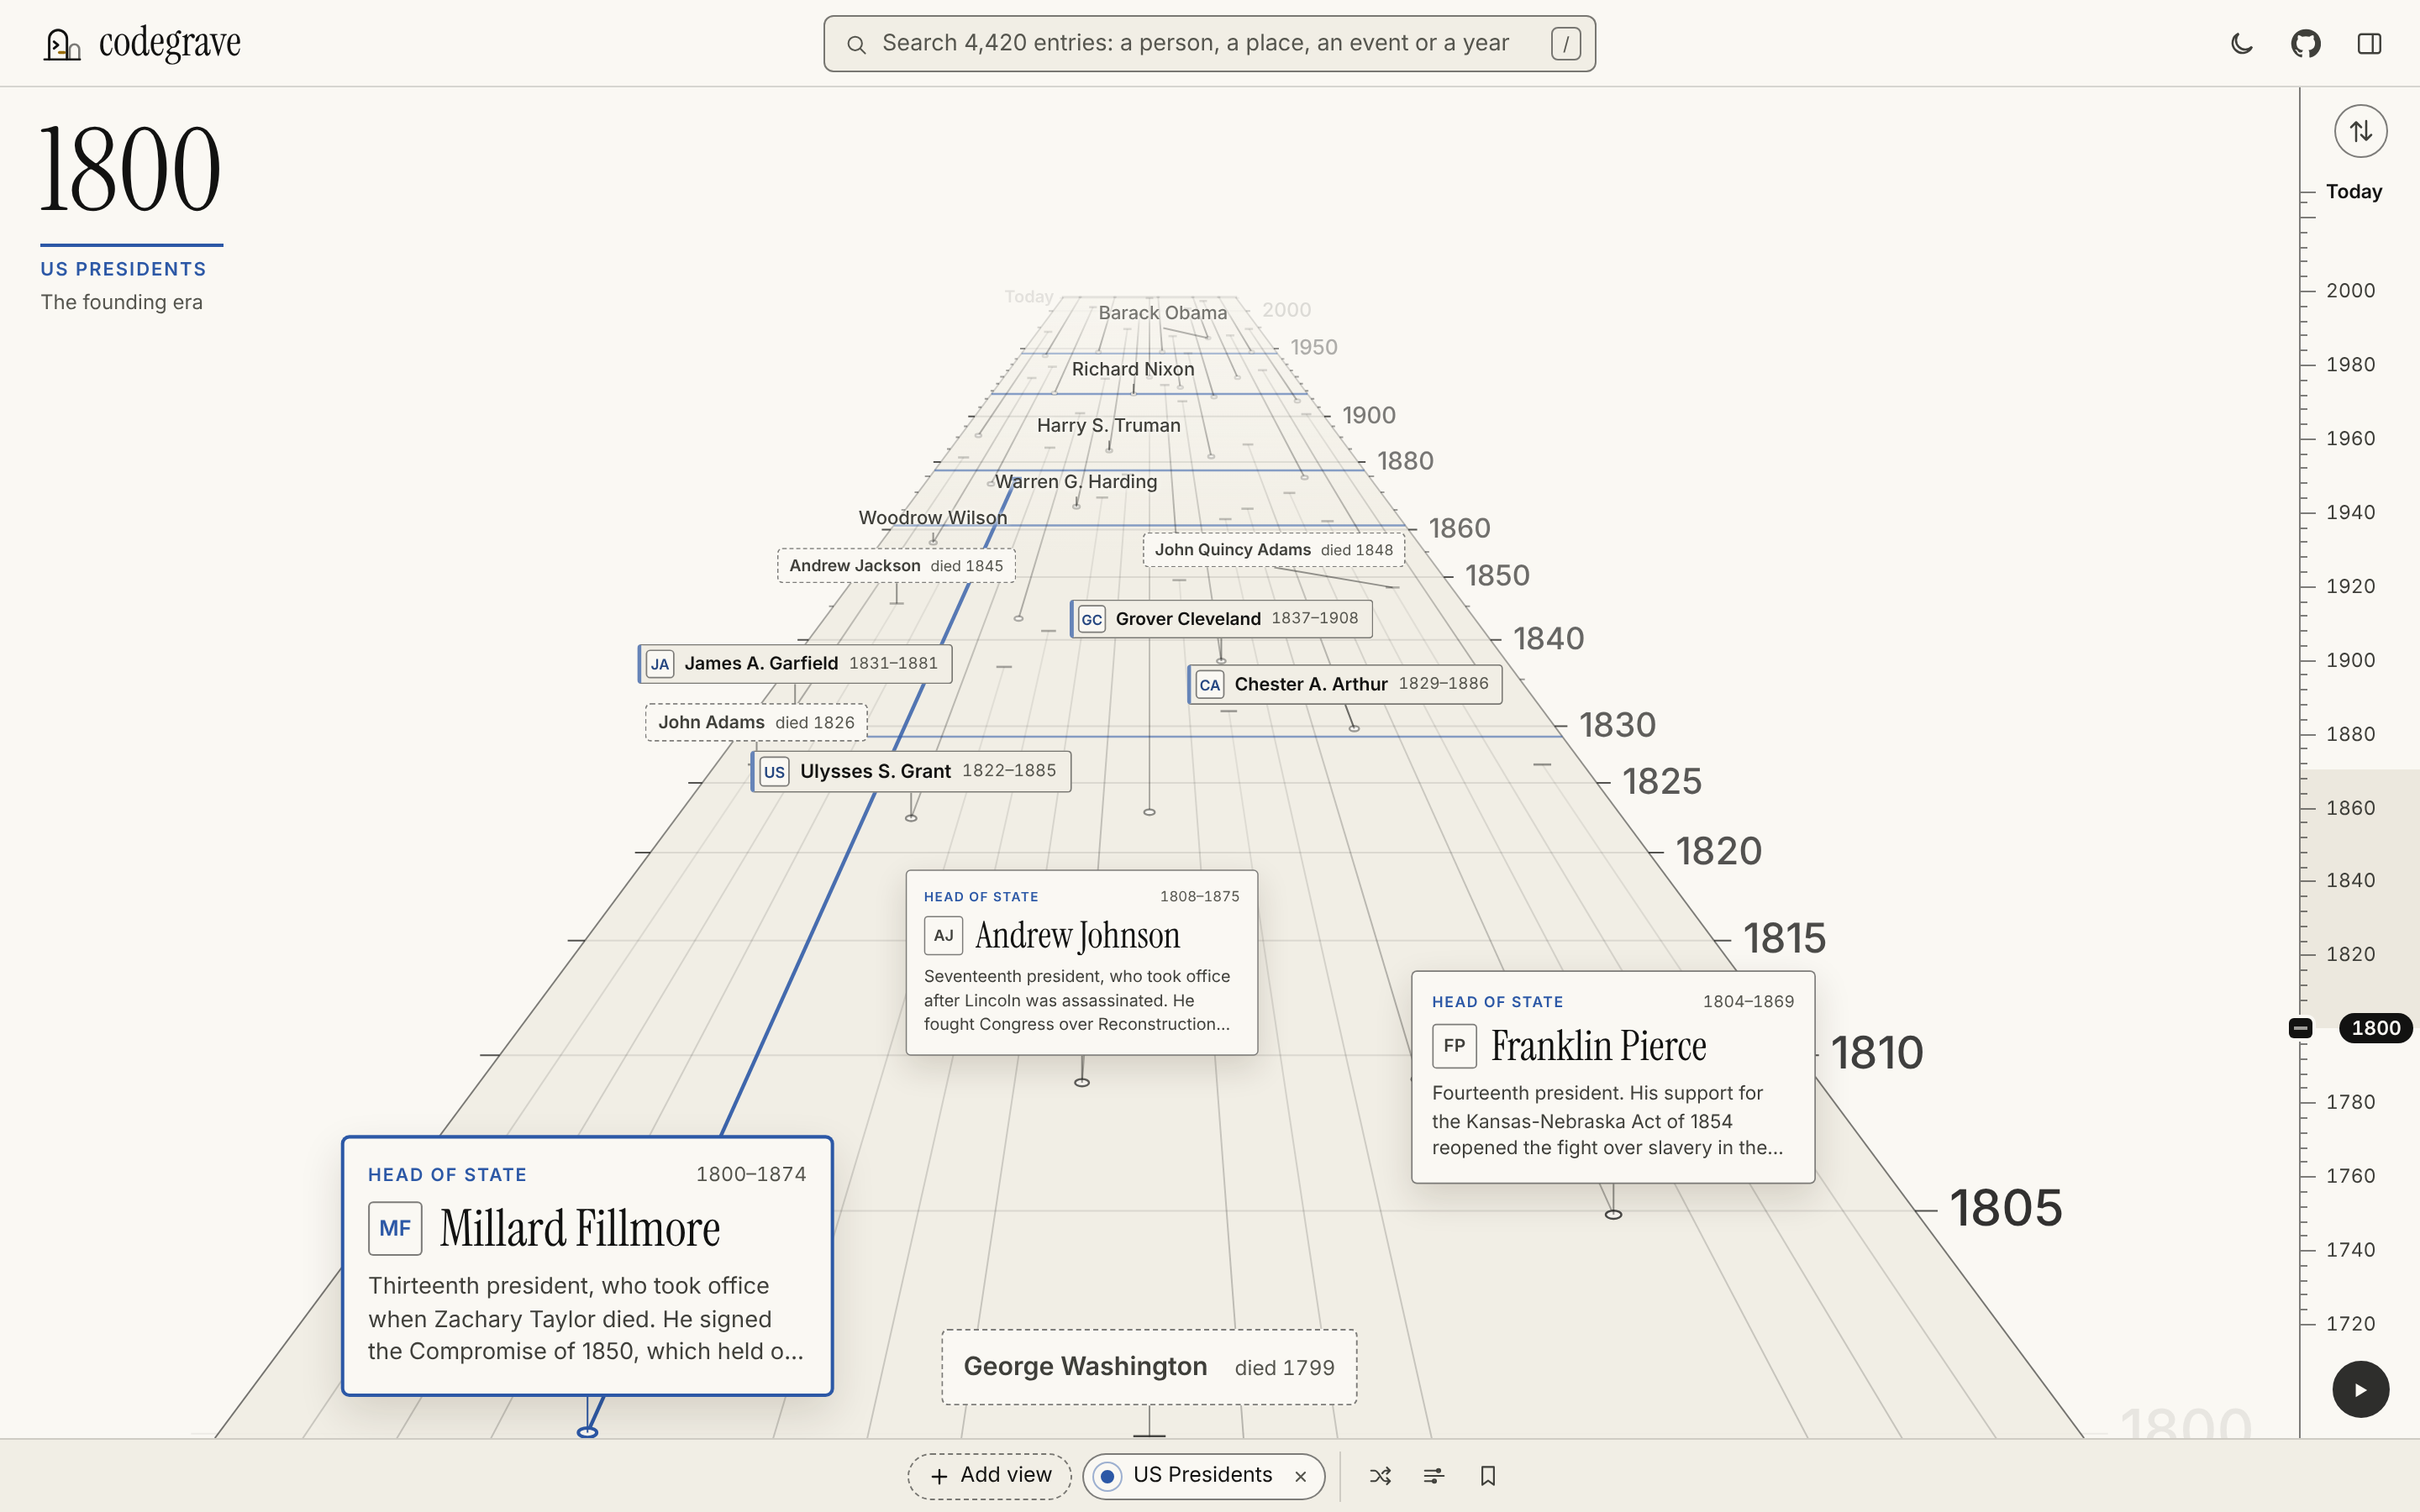 codegrave
Search 4,420 entries: a person, a place, an event or a year
/
1800
US PRESIDENTS
The founding era
Today
2000
Barack Obama
1950
Richard Nixon
1900
Harry S. Truman
1880
Warren G. Harding
Woodrow Wilson
1860
John Quincy Adams died 1848
Andrew Jackson died 1845
1850
GC Grover Cleveland 1837–1908
1840
JA James A. Garfield 1831–1881
CA Chester A. Arthur 1829–1886
John Adams died 1826
1830
US Ulysses S. Grant 1822–1885
1825
1820
HEAD OF STATE 1808–1875
AJ Andrew Johnson
Seventeenth president, who took office
after Lincoln was assassinated. He
fought Congress over Reconstruction...
1815
HEAD OF STATE 1804–1869
FP Franklin Pierce
Fourteenth president. His support for
the Kansas-Nebraska Act of 1854
reopened the fight over slavery in the...
1810
HEAD OF STATE 1800–1874
MF Millard Fillmore
Thirteenth president, who took office
when Zachary Taylor died. He signed
the Compromise of 1850, which held o...
1805
George Washington died 1799
1800
Today
2000
1980
1960
1940
1920
1900
1880
1860
1840
1820
1800
1780
1760
1740
1720
Add view
US Presidents ×